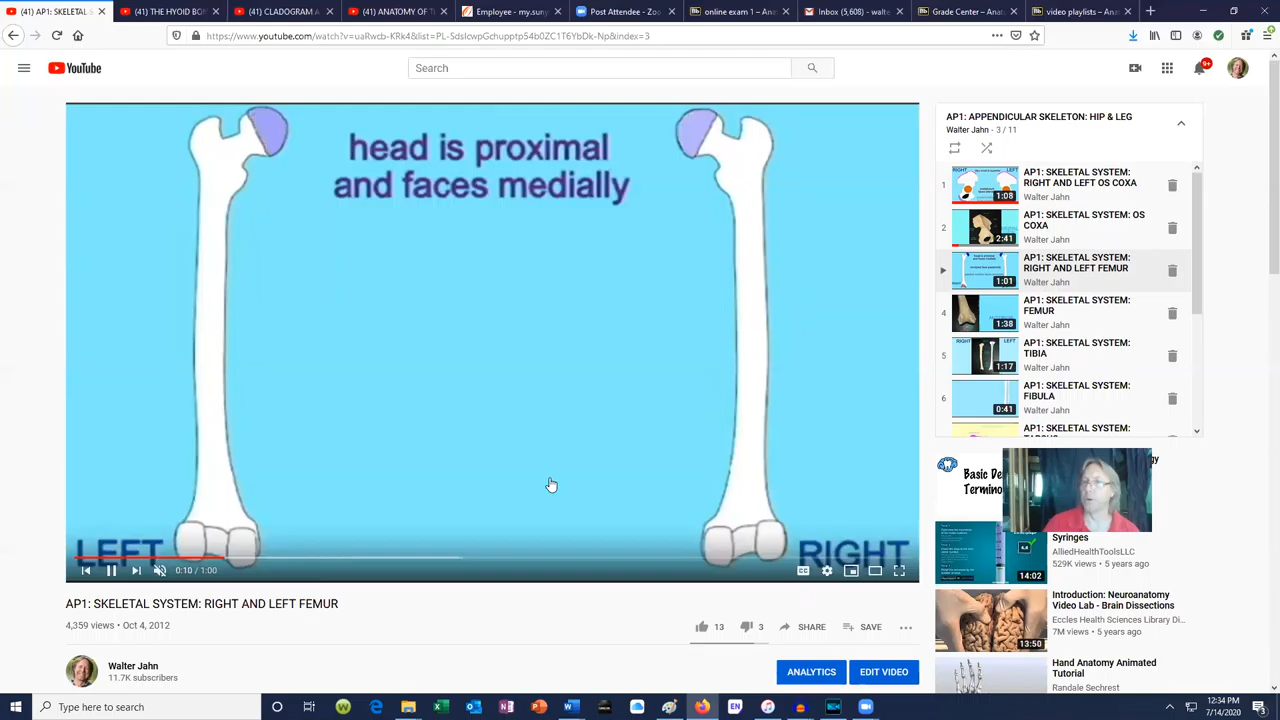 (41) AP1: SKELETAL S
(41) THE HYOID BON
(41) CLADOGRAM A
(41) ANATOMY OF T
Employees - my.sun
Post Attendee - Zoo
Blackboard
Gmail
Inbox (5,608)
Grade Center – Anat
video playlists – Anat
https://www.youtube.com/watch?v=uaRwcb-KRk4&list=PL-SdsIcwpGchupptp54b0ZC1T6YbDk-Np&index=3
YouTube
Search
9+
head is proximal
and faces medially
LEFT
RIGHT
0:10 / 1:00
AP1: SKELETAL SYSTEM: RIGHT AND LEFT FEMUR
4,359 views • Oct 4, 2012
13
3
SHARE
SAVE
Walter Jahn
11.7K subscribers
ANALYTICS
EDIT VIDEO
AP1: APPENDICULAR SKELETON: HIP & LEG
Walter Jahn - 3 / 11
1
1:08
AP1: SKELETAL SYSTEM:
RIGHT AND LEFT OS COXA
Walter Jahn
2
2:41
AP1: SKELETAL SYSTEM: OS
COXA
Walter Jahn
1:01
AP1: SKELETAL SYSTEM:
RIGHT AND LEFT FEMUR
Walter Jahn
4
1:38
AP1: SKELETAL SYSTEM:
FEMUR
Walter Jahn
5
RIGHT
LEFT
1:17
AP1: SKELETAL SYSTEM:
TIBIA
Walter Jahn
6
0:41
AP1: SKELETAL SYSTEM:
FIBULA
Walter Jahn
AP1: SKELETAL SYSTEM:
Basic De
Termino
Syringes
AlliedHealthToolsLLC
529K views • 5 years ago
14:02
Introduction: Neuroanatomy
Video Lab - Brain Dissections
Eccles Health Sciences Library Di...
7M views • 5 years ago
13:50
Hand Anatomy Animated
Tutorial
Randale Sechrest
Type here to search
12:34 PM
7/14/2020